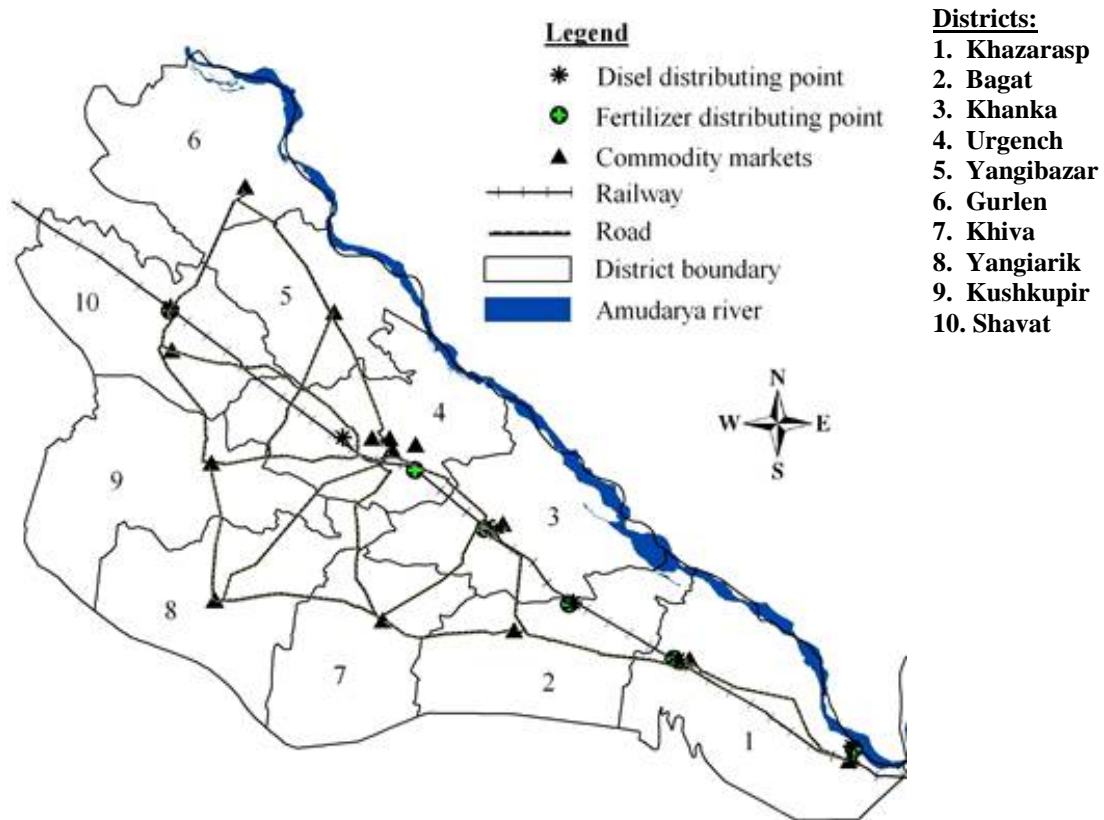 Legend
Disel distributing point
Fertilizer distributing point
Commodity markets
Railway
Road
District boundary
Amudarya river
Districts:
1. Khazarasp
2. Bagat
3. Khanka
4. Urgench
5. Yangibazar
6. Gurlen
7. Khiva
8. Yangiarik
9. Kushkupir
10. Shavat
6
5
10
4
N
W E
S
9
3
8
7
2
1